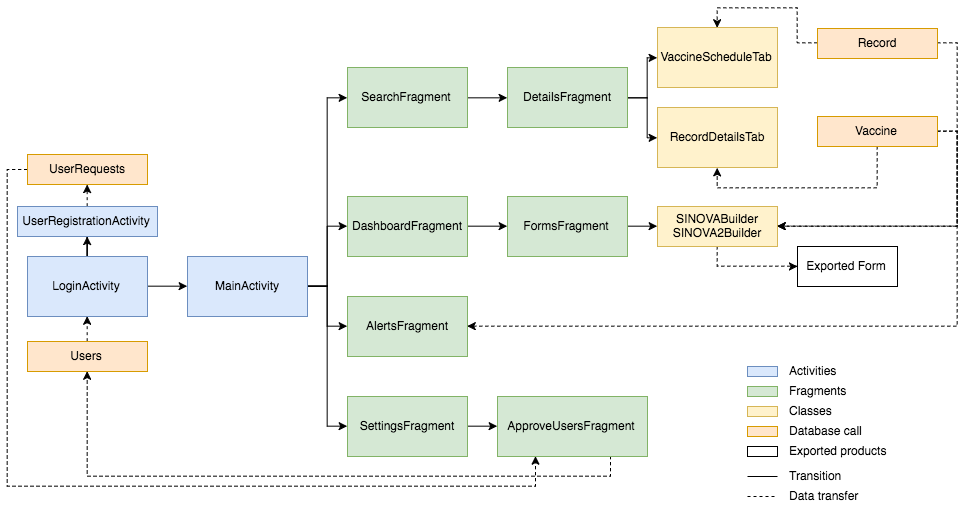 VaccineScheduleTab
Record
SearchFragment
DetailsFragment
RecordDetailsTab
Vaccine
UserRequests
UserRegistrationActivity
DashboardFragment
FormsFragment
SINOVABuilder
SINOVA2Builder
LoginActivity
MainActivity
Exported Form
AlertsFragment
Users
SettingsFragment
ApproveUsersFragment
Activities
Fragments
Classes
Database call
Exported products
Transition
Data transfer